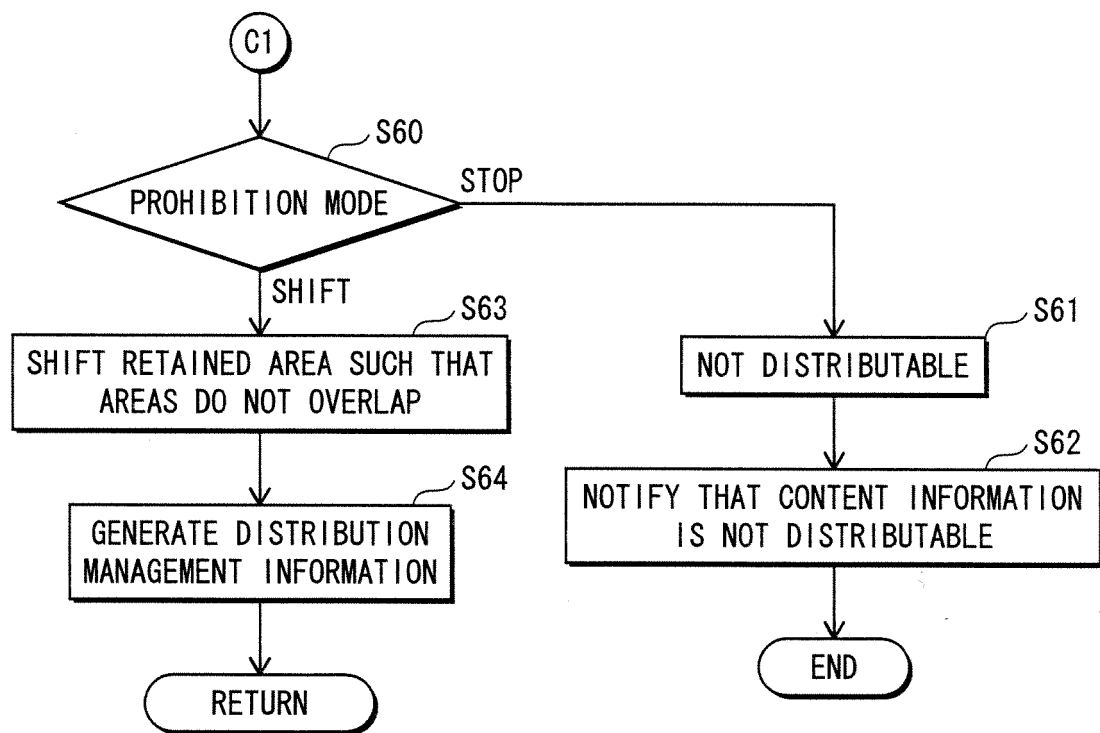 C1
S60
PROHIBITION MODE
STOP
SHIFT
S63
SHIFT RETAINED AREA SUCH THAT
AREAS DO NOT OVERLAP
S61
NOT DISTRIBUTABLE
S64
GENERATE DISTRIBUTION
MANAGEMENT INFORMATION
S62
NOTIFY THAT CONTENT INFORMATION
IS NOT DISTRIBUTABLE
RETURN
END